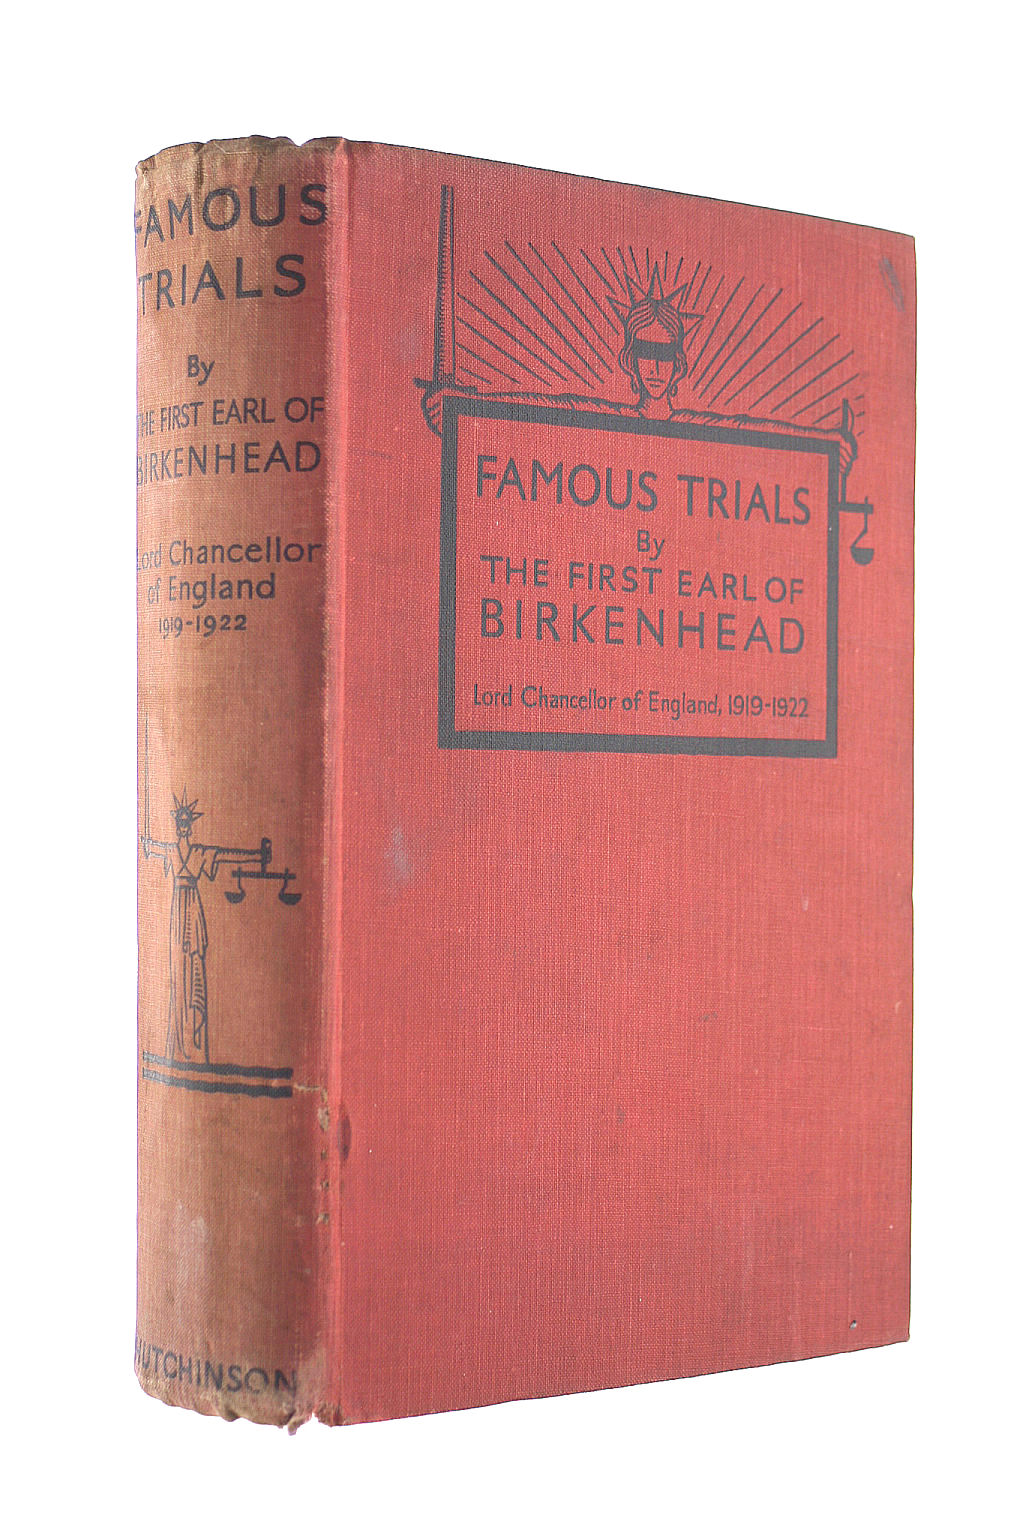 FAMOUS
TRIALS
By
THE FIRST EARL OF
BIRKENHEAD
Lord Chancellor
of England
1919-1922
HUTCHINSON
FAMOUS TRIALS
By
THE FIRST EARL OF
BIRKENHEAD
Lord Chancellor of England, 1919-1922